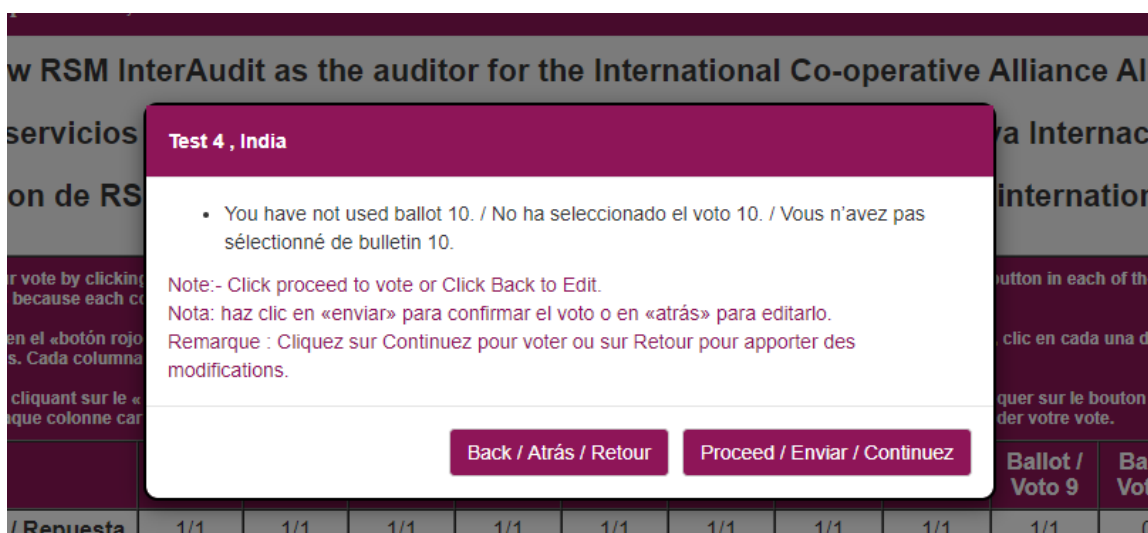 w RSM InterAudit as the auditor for the International Co-operative Alliance Al
servicios
a Internac
on de RS
internation
Test 4 , India
• You have not used ballot 10. / No ha seleccionado el voto 10. / Vous n’avez pas
sélectionné de bulletin 10.
Note:- Click proceed to vote or Click Back to Edit.
Nota: haz clic en «enviar» para confirmar el voto o en «atrás» para editarlo.
Remarque : Cliquez sur Continuez pour voter ou sur Retour pour apporter des
modifications.
Back / Atrás / Retour
Proceed / Enviar / Continuez
r vote by clicking
because each c
utton in each of th
en el «botón rojo
s. Cada columna
clic en cada una d
cliquant sur le «
aque colonne car
quer sur le bouton
der votre vote.
Ballot /
Voto 9
Ba
Vot
/ Repuesta
1/1 1/1 1/1 1/1 1/1 1/1 1/1 1/1 1/1